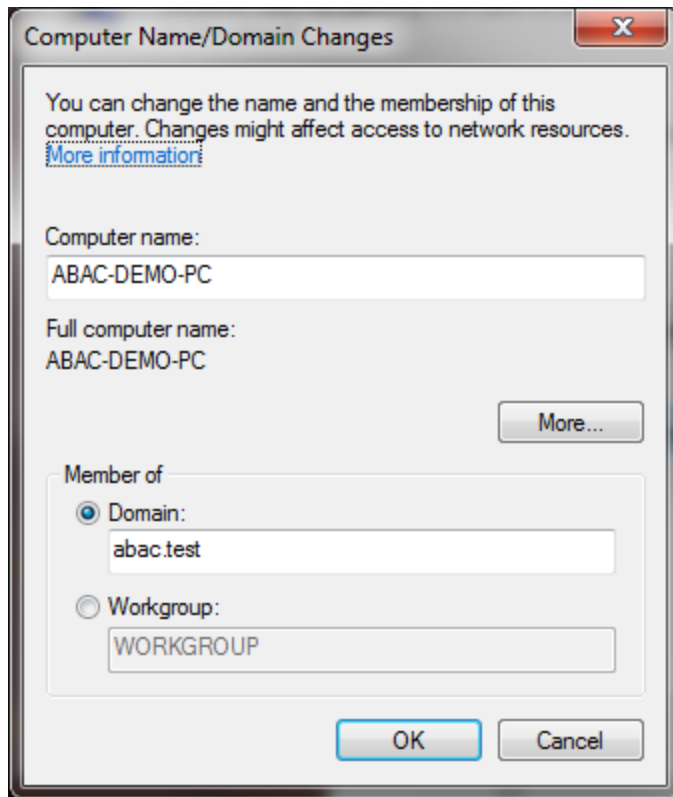 Computer Name/Domain Changes
You can change the name and the membership of this
computer. Changes might affect access to network resources.
More information
Computer name:
ABAC-DEMO-PC
Full computer name:
ABAC-DEMO-PC
More...
Member of
Domain:
abac.test
Workgroup:
WORKGROUP
OK Cancel